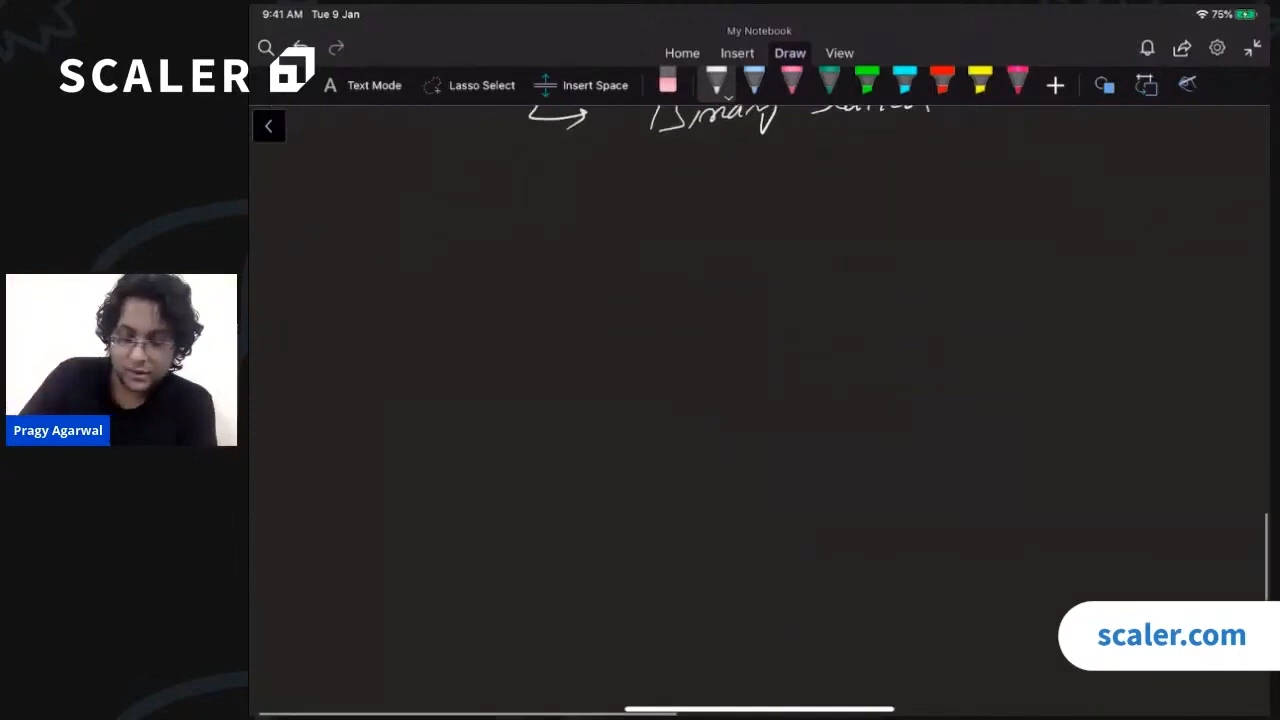 9:41 AM Tue 9 Jan
75%
My Notebook
Home Insert Draw View
SCALER
Text Mode Lasso Select Insert Space
Binary
Pragy Agarwal
scaler.com